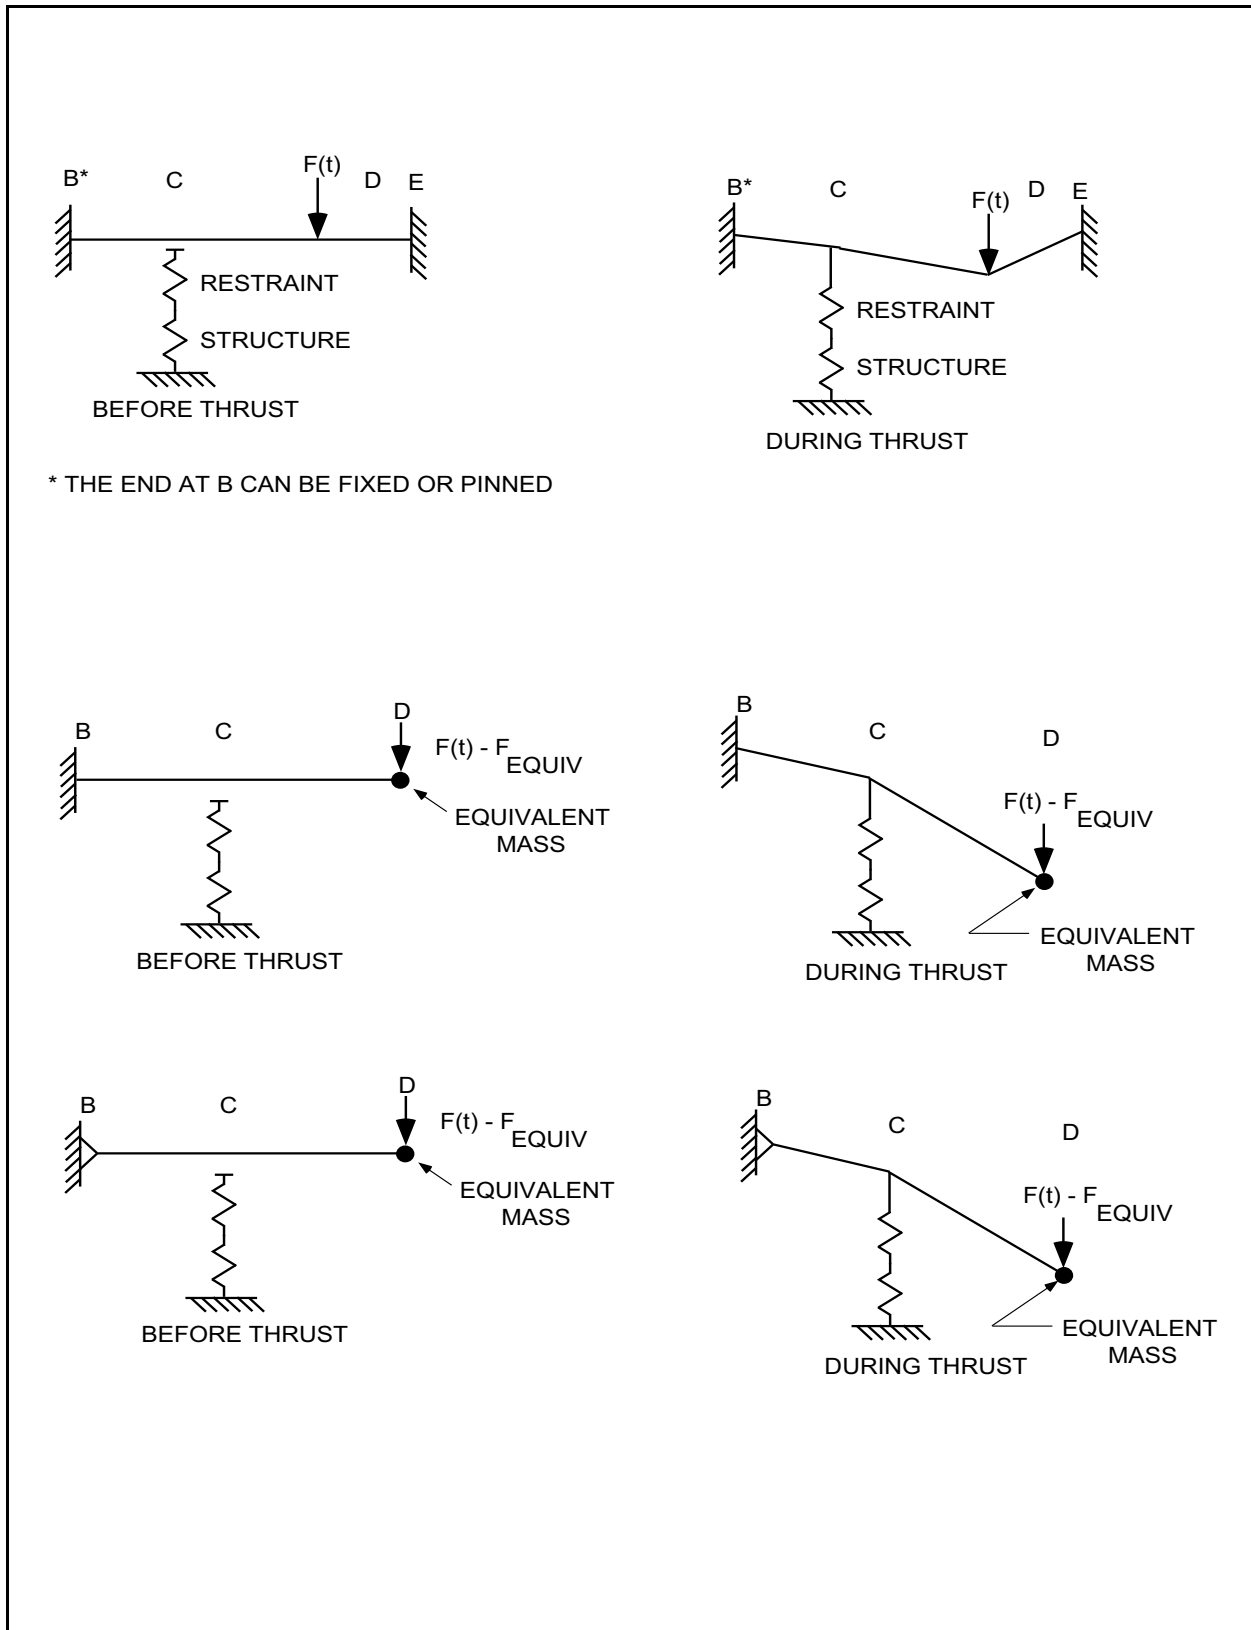 B*
C
F(t)
D
E
RESTRAINT
STRUCTURE
BEFORE THRUST
B*
C
F(t)
D
E
RESTRAINT
STRUCTURE
DURING THRUST
* THE END AT B CAN BE FIXED OR PINNED
B
C
D
F(t) - F EQUIV
EQUIVALENT
MASS
BEFORE THRUST
B
C
D
F(t) - F EQUIV
EQUIVALENT
MASS
DURING THRUST
B
C
D
F(t) - F EQUIV
EQUIVALENT
MASS
BEFORE THRUST
B
C
D
F(t) - F EQUIV
EQUIVALENT
MASS
DURING THRUST